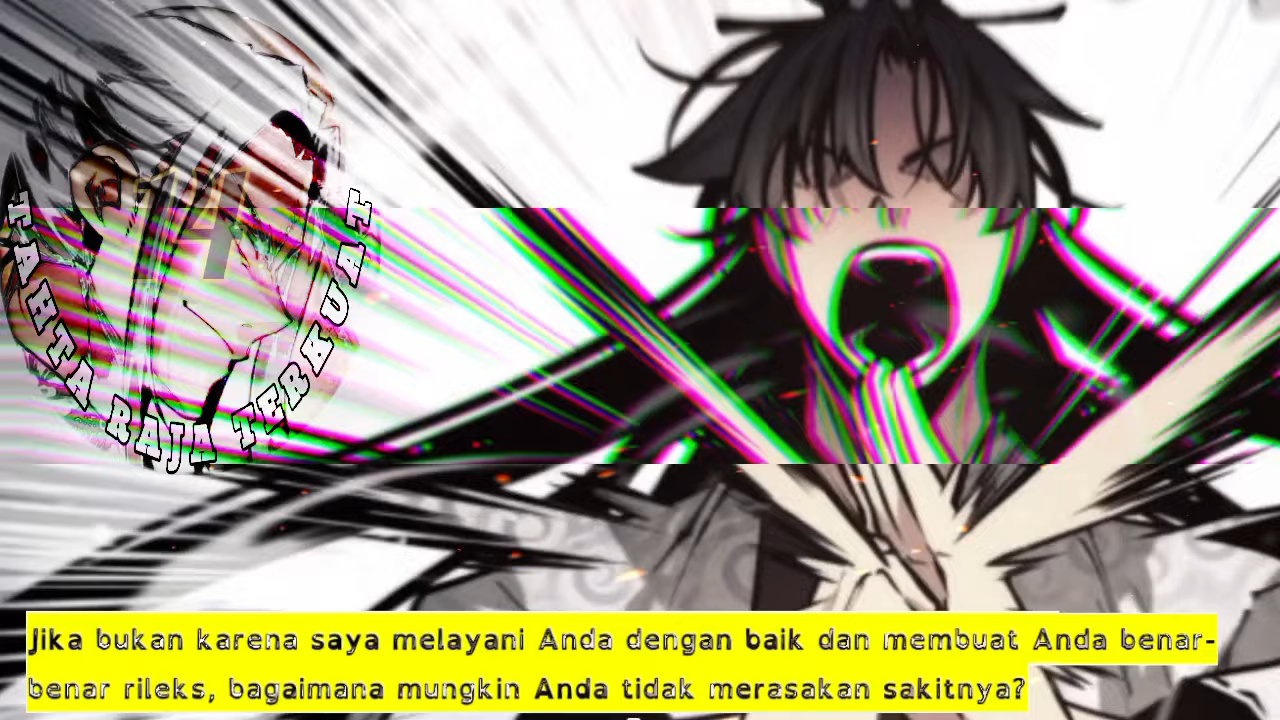 14
TAHTA RAJA TERKUAT
Jika bukan karena saya melayani Anda dengan baik dan membuat Anda benar-
benar rileks, bagaimana mungkin Anda tidak merasakan sakitnya?